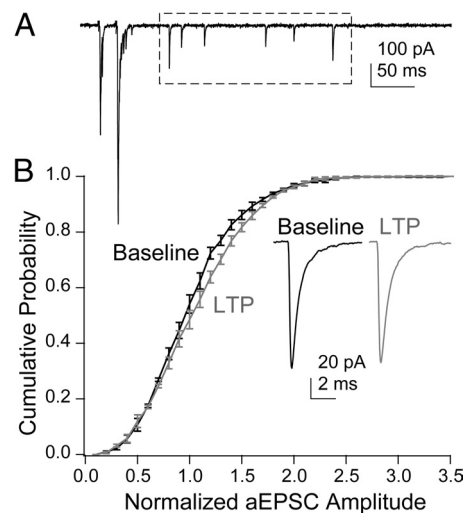 A
100 pA
50 ms
B
1.0
0.8
0.6
0.4
0.2
0.0
Cumulative Probability
Baseline
LTP
Baseline LTP
20 pA
2 ms
0.0 0.5 1.0 1.5 2.0 2.5 3.0 3.5
Normalized aEPSC Amplitude